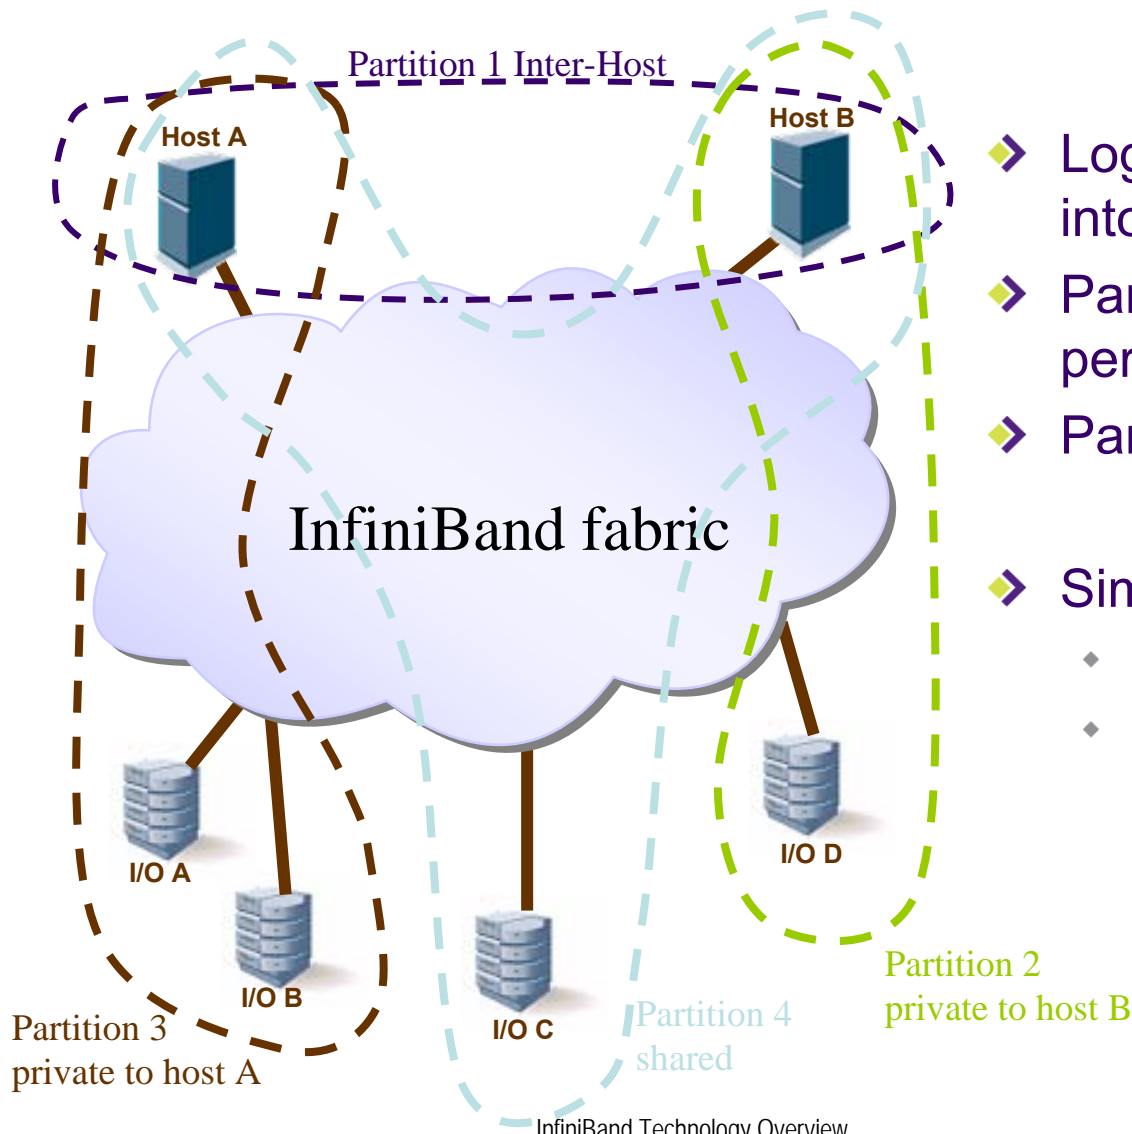 Partition 1 Inter-Host
Host A
Host B
InfiniBand fabric
I/O A
I/O B
I/O C
I/O D
Partition 2
private to host B
Partition 3
private to host A
Partition 4
shared
into
InfiniBand Technology Overview